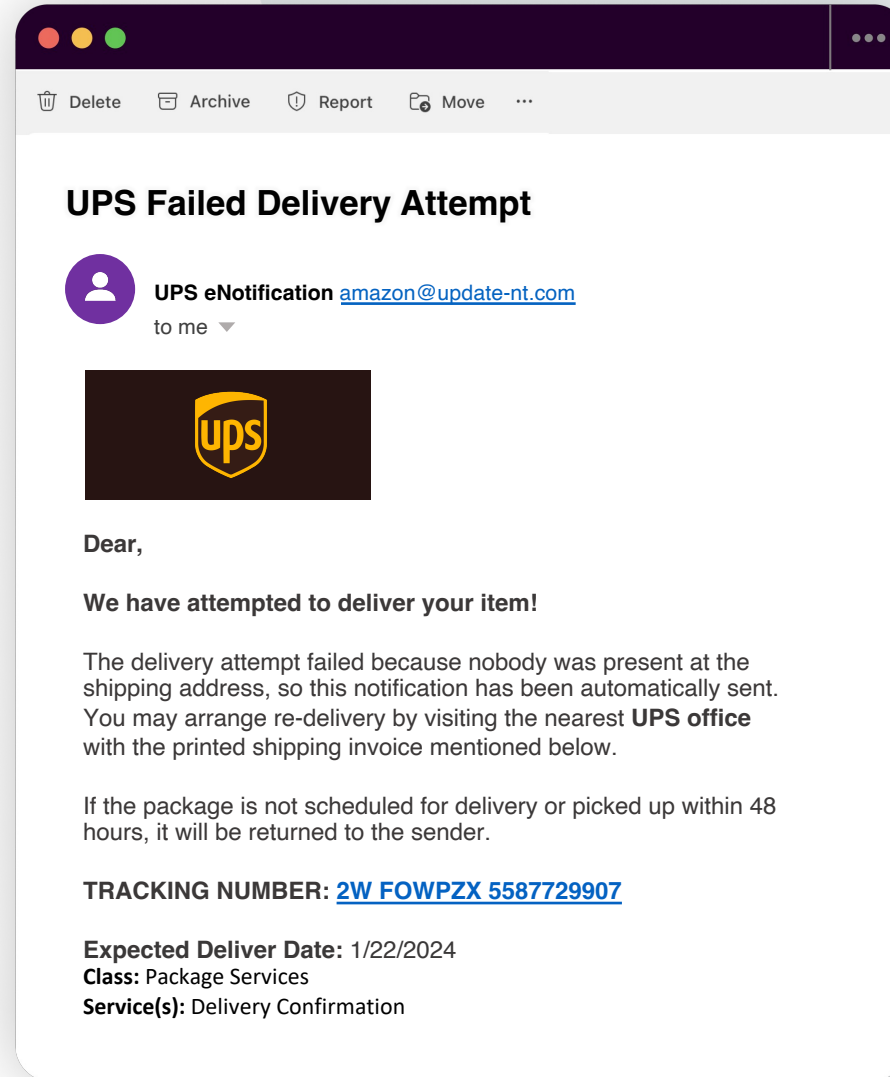 Delete Archive Report Move ...
UPS Failed Delivery Attempt
UPS eNotification amazon@update-nt.com
to me
ups
Dear,
We have attempted to deliver your item!
The delivery attempt failed because nobody was present at the
shipping address, so this notification has been automatically sent.
You may arrange re-delivery by visiting the nearest UPS office
with the printed shipping invoice mentioned below.
If the package is not scheduled for delivery or picked up within 48
hours, it will be returned to the sender.
TRACKING NUMBER: 2W FOWPZX 5587729907
Expected Deliver Date: 1/22/2024
Class: Package Services
Service(s): Delivery Confirmation